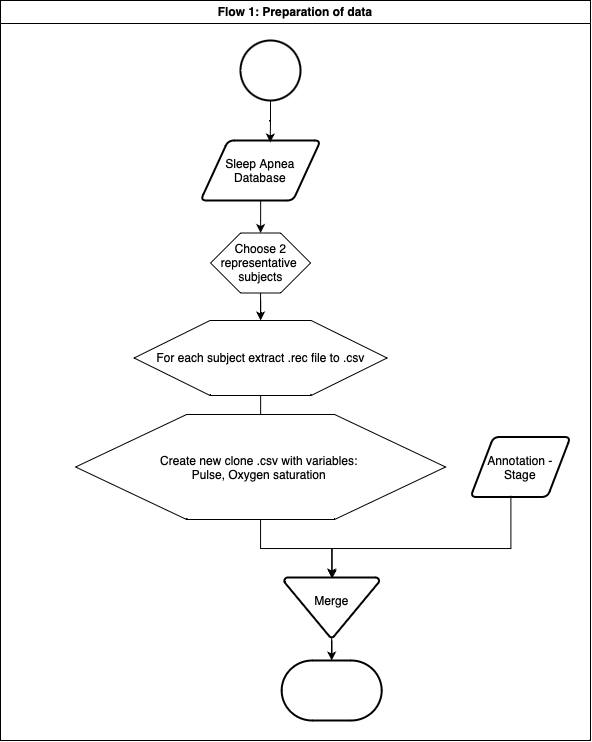 Flow 1: Preparation of data
Sleep Apnea
Database
Choose 2
representative
subjects
For each subject extract .rec file to .csv
Create new clone .csv with variables:
Pulse, Oxygen saturation
Annotation -
Stage
Merge